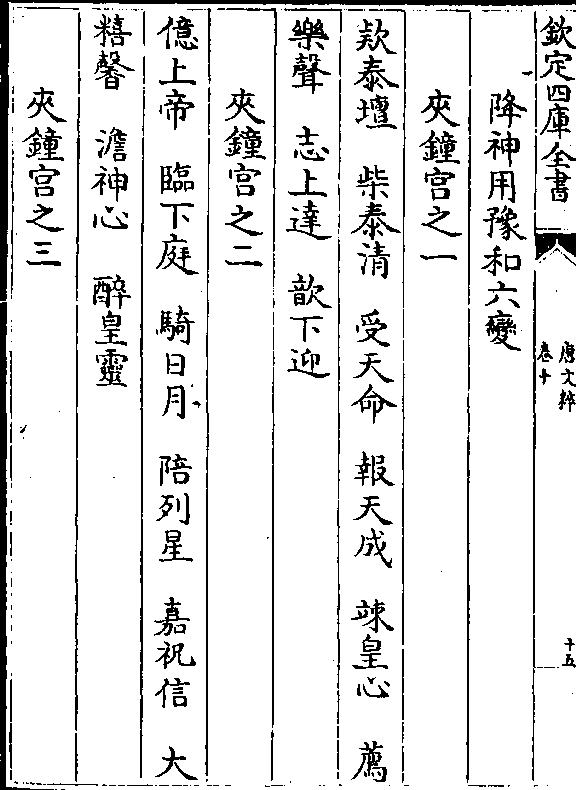 欽定四庫全書
唐文粹
卷十
十五
降神用豫和六變
夾鐘宫之一
欵泰壇　柴泰清　受天命　報天成　竦皇心　薦
樂聲　志上達　歆下迎
夾鐘宫之二
億上帝　臨下庭　騎日月　陪列星　嘉祝信　大
糦馨　澹神心　醉皇靈
夾鐘宫之三